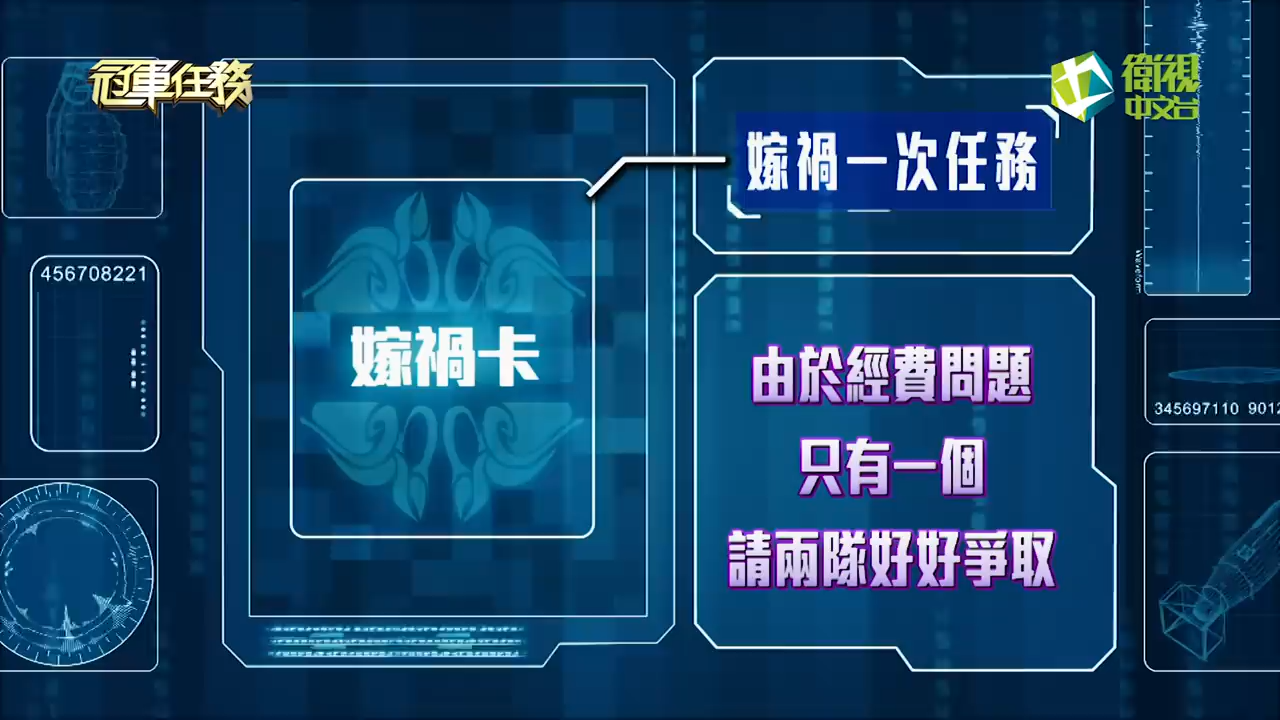 冠軍任務
衛視
中文台
嫁禍一次任務
456708221
嫁禍卡
Waveform
由於經費問題
只有一個
請兩隊好好爭取
345697110 9012